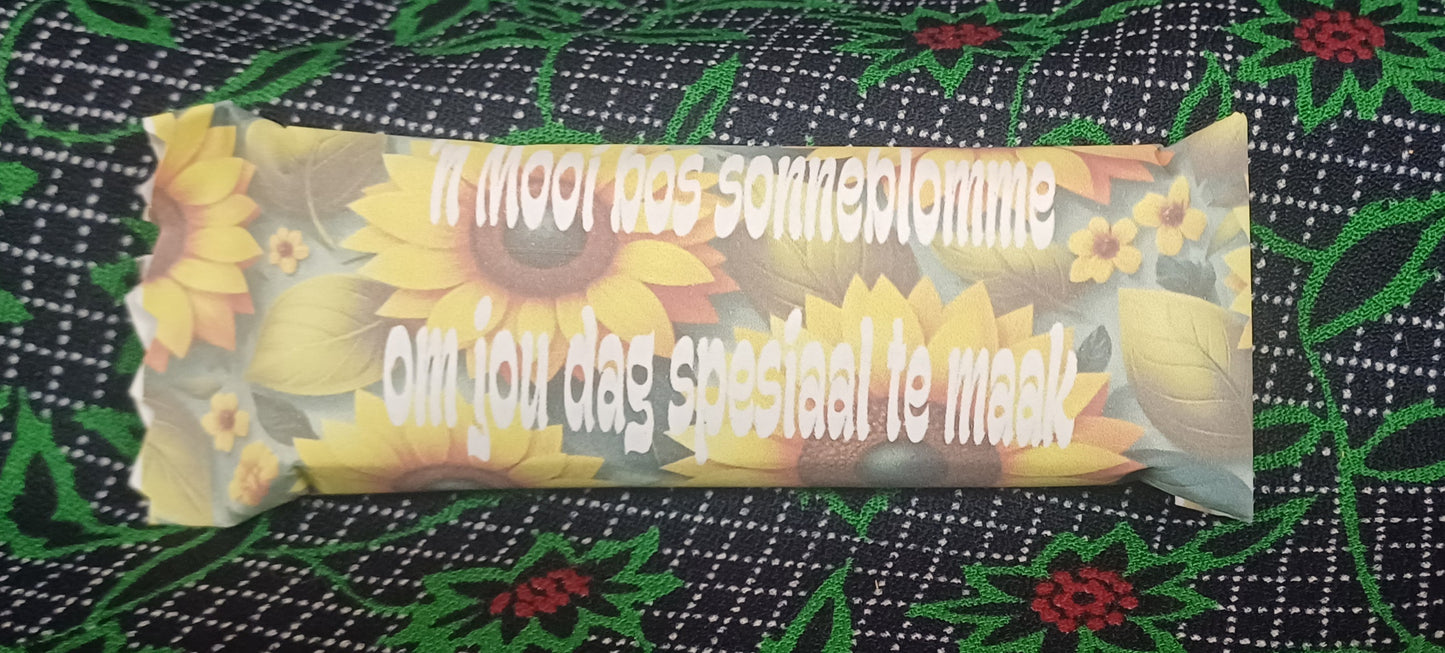 'n Mooi bos sonneblomme
om jou dag spesiaal te maak